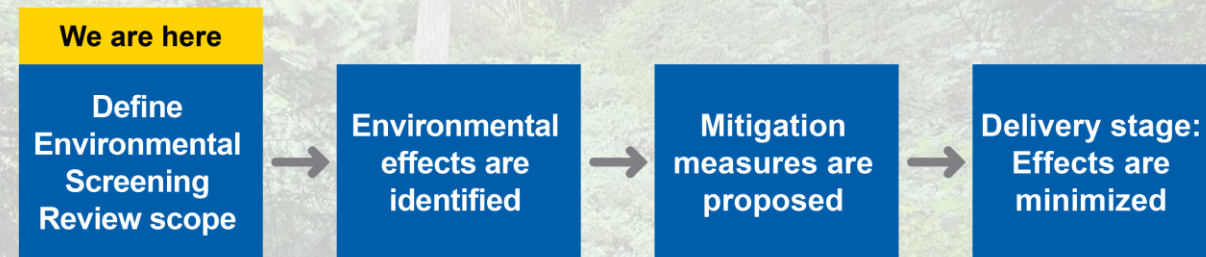 We are here
Define
Environmental
Screening
Review scope
Environmental
effects are
identified
Mitigation
measures are
proposed
Delivery stage:
Effects are
minimized